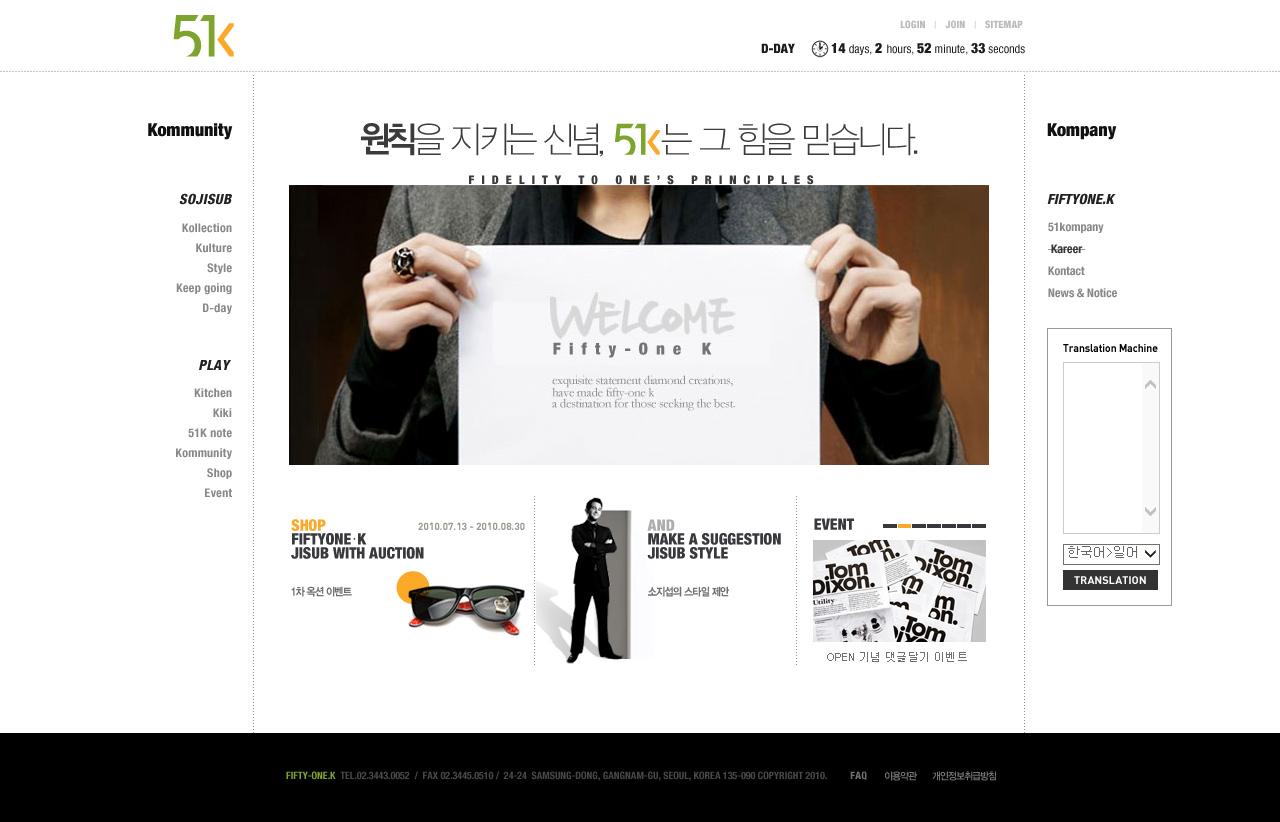 51k
LOGIN | JOIN | SITEMAP
D-DAY 14 days, 2 hours, 52 minute, 33 seconds
Kommunity
SOJISUB
Kollection
Kulture
Style
Keep going
D-day
PLAY
Kitchen
Kiki
51K note
Kommunity
Shop
Event
원칙을 지키는 신념, 51k는 그 힘을 믿습니다.
FIDELITY TO ONE'S PRINCIPLES
WELCOME
Fifty-One K
exquisite statement diamond creations,
have made fifty-one k
a destination for those seeking the best.
SHOP
2010.07.13 - 2010.08.30
FIFTYONE·K
JISUB WITH AUCTION
1차 옥션 이벤트
AND
MAKE A SUGGESTION
JISUB STYLE
소지섭의 스타일 제안
EVENT
Tom
Dixon.
Utility
Tom
Dixon.
Tom
Dixon.
Tom
OPEN 기념 댓글달기 이벤트
Kompany
FIFTYONE.K
51kompany
Kareer
Kontact
News & Notice
Translation Machine
한국어>일어
TRANSLATION
FIFTY-ONE.K TEL.02.3443.0052 / FAX 02.3445.0510 / 24-24 SAMSUNG-DONG, GANGNAM-GU, SEOUL, KOREA 135-090 COPYRIGHT 2010. FAQ 이용약관 개인정보취급방침